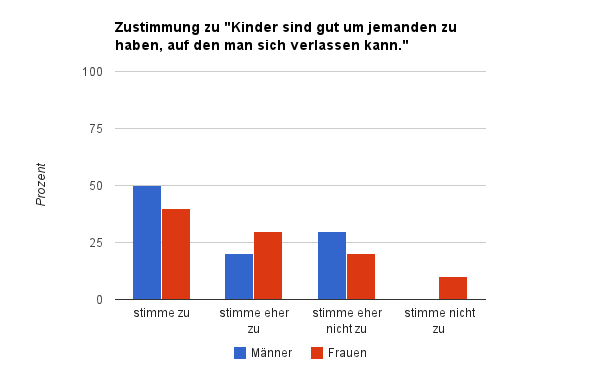 Zustimmung zu "Kinder sind gut um jemanden zu
haben, auf den man sich verlassen kann."
100
75
Prozent
50
25
0
stimme zu
stimme eher
zu
stimme eher
nicht zu
stimme nicht
zu
Männer
Frauen